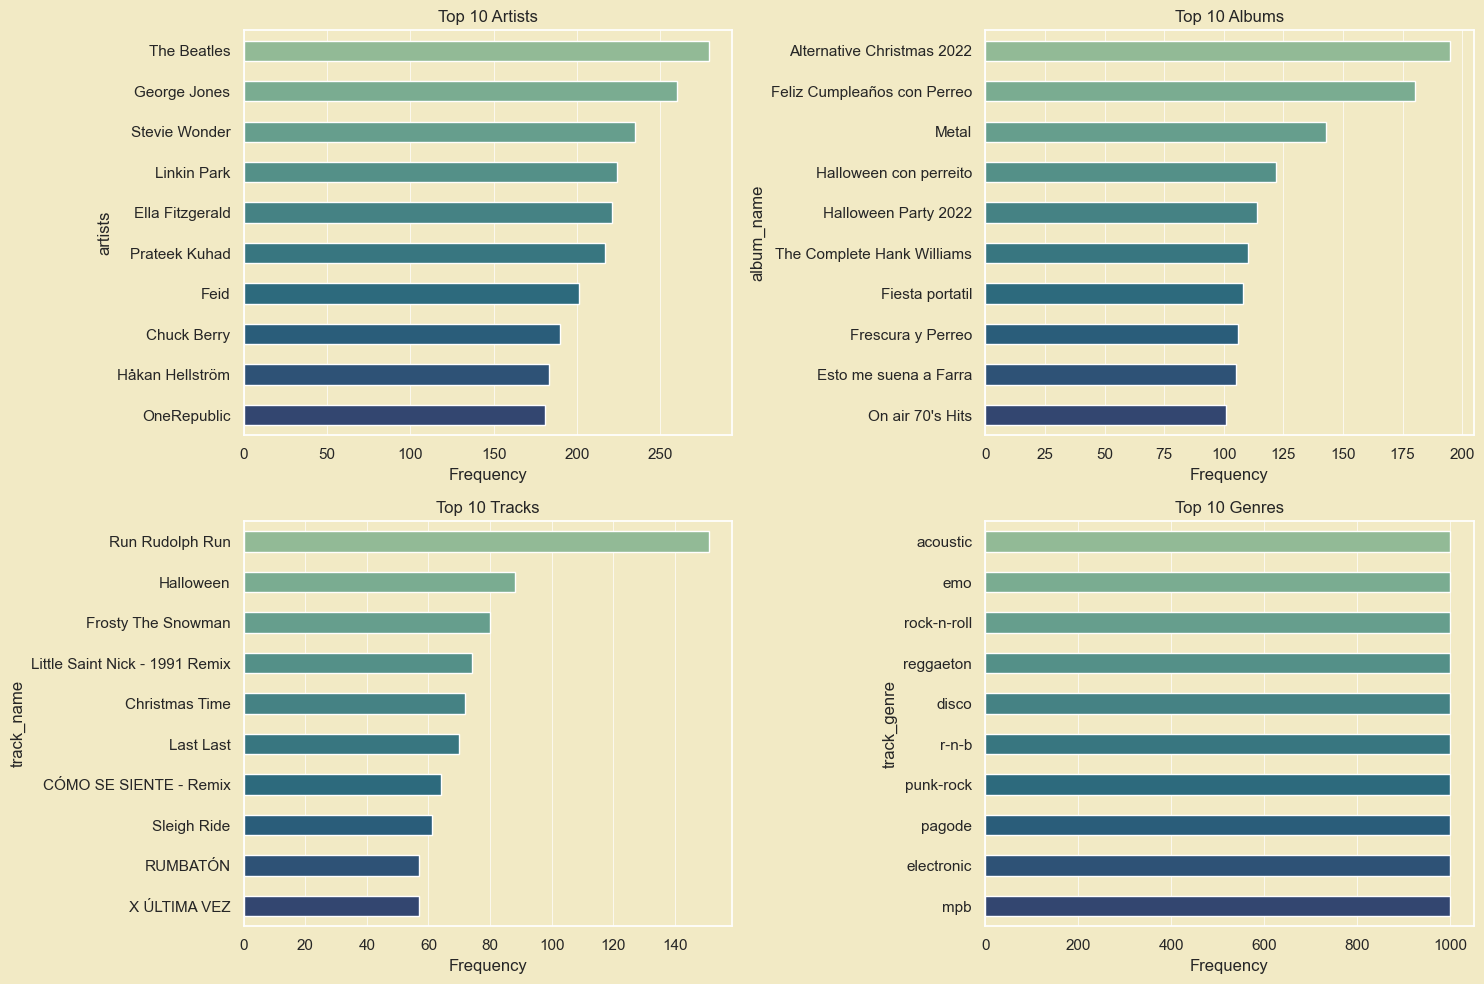 Top 10 Artists
artists
The Beatles
George Jones
Stevie Wonder
Linkin Park
Ella Fitzgerald
Prateek Kuhad
Feid
Chuck Berry
Håkan Hellström
OneRepublic
0 50 100 150 200 250
Frequency
Top 10 Albums
album_name
Alternative Christmas 2022
Feliz Cumpleaños con Perreo
Metal
Halloween con perreito
Halloween Party 2022
The Complete Hank Williams
Fiesta portatil
Frescura y Perreo
Esto me suena a Farra
On air 70's Hits
0 25 50 75 100 125 150 175 200
Frequency
Top 10 Tracks
track_name
Run Rudolph Run
Halloween
Frosty The Snowman
Little Saint Nick - 1991 Remix
Christmas Time
Last Last
CÓMO SE SIENTE - Remix
Sleigh Ride
RUMBATÓN
X ÚLTIMA VEZ
0 20 40 60 80 100 120 140
Frequency
Top 10 Genres
track_genre
acoustic
emo
rock-n-roll
reggaeton
disco
r-n-b
punk-rock
pagode
electronic
mpb
0 200 400 600 800 1000
Frequency